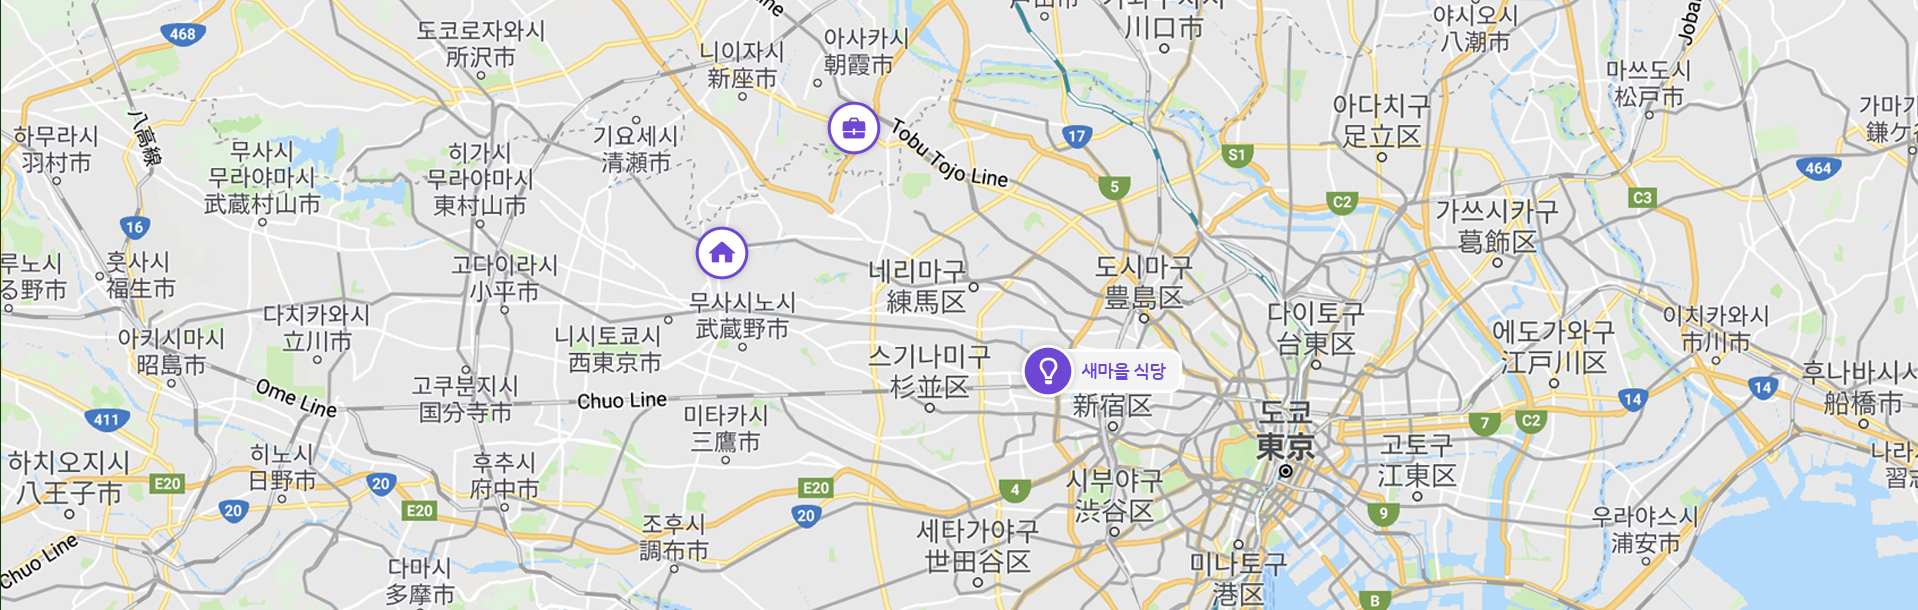 468
도코로자와시
所沢市
니이자시
新座市
아사카시
朝霞市
川口市
야시오시
八潮市
마쓰도시
松戸市
아다치구
足立区
八高線
하무라시
羽村市
무사시
무라야마시
武蔵村山市
히가시
무라야마시
東村山市
기요세시
清瀬市
Tobu Tojo Line
17
S1
5
C2
C3
464
16
가쓰시카구
葛飾区
훗사시
福生市
고다이라시
小平市
네리마구
練馬区
도시마구
豊島区
무사시노시
武蔵野市
다치카와시
立川市
니시토쿄시
西東京市
다이토구
台東区
에도가와구
江戸川区
이치카와시
市川市
아키시마시
昭島市
스기나미구
杉並区
새마을 식당
고쿠분지시
国分寺市
Ome Line
Chuo Line
新宿区
후나바시시
船橋市
14
14
411
7
C2
미타카시
三鷹市
도쿄
東京
고토구
江東区
하치오지시
八王子市
E20
히노시
日野市
20
20
E20
후추시
府中市
E20
20
4
시부야구
渋谷区
9
세타가야구
世田谷区
조후시
調布市
우라야스시
浦安市
Chuo Line
다마시
多摩市
미나토구
港区
B